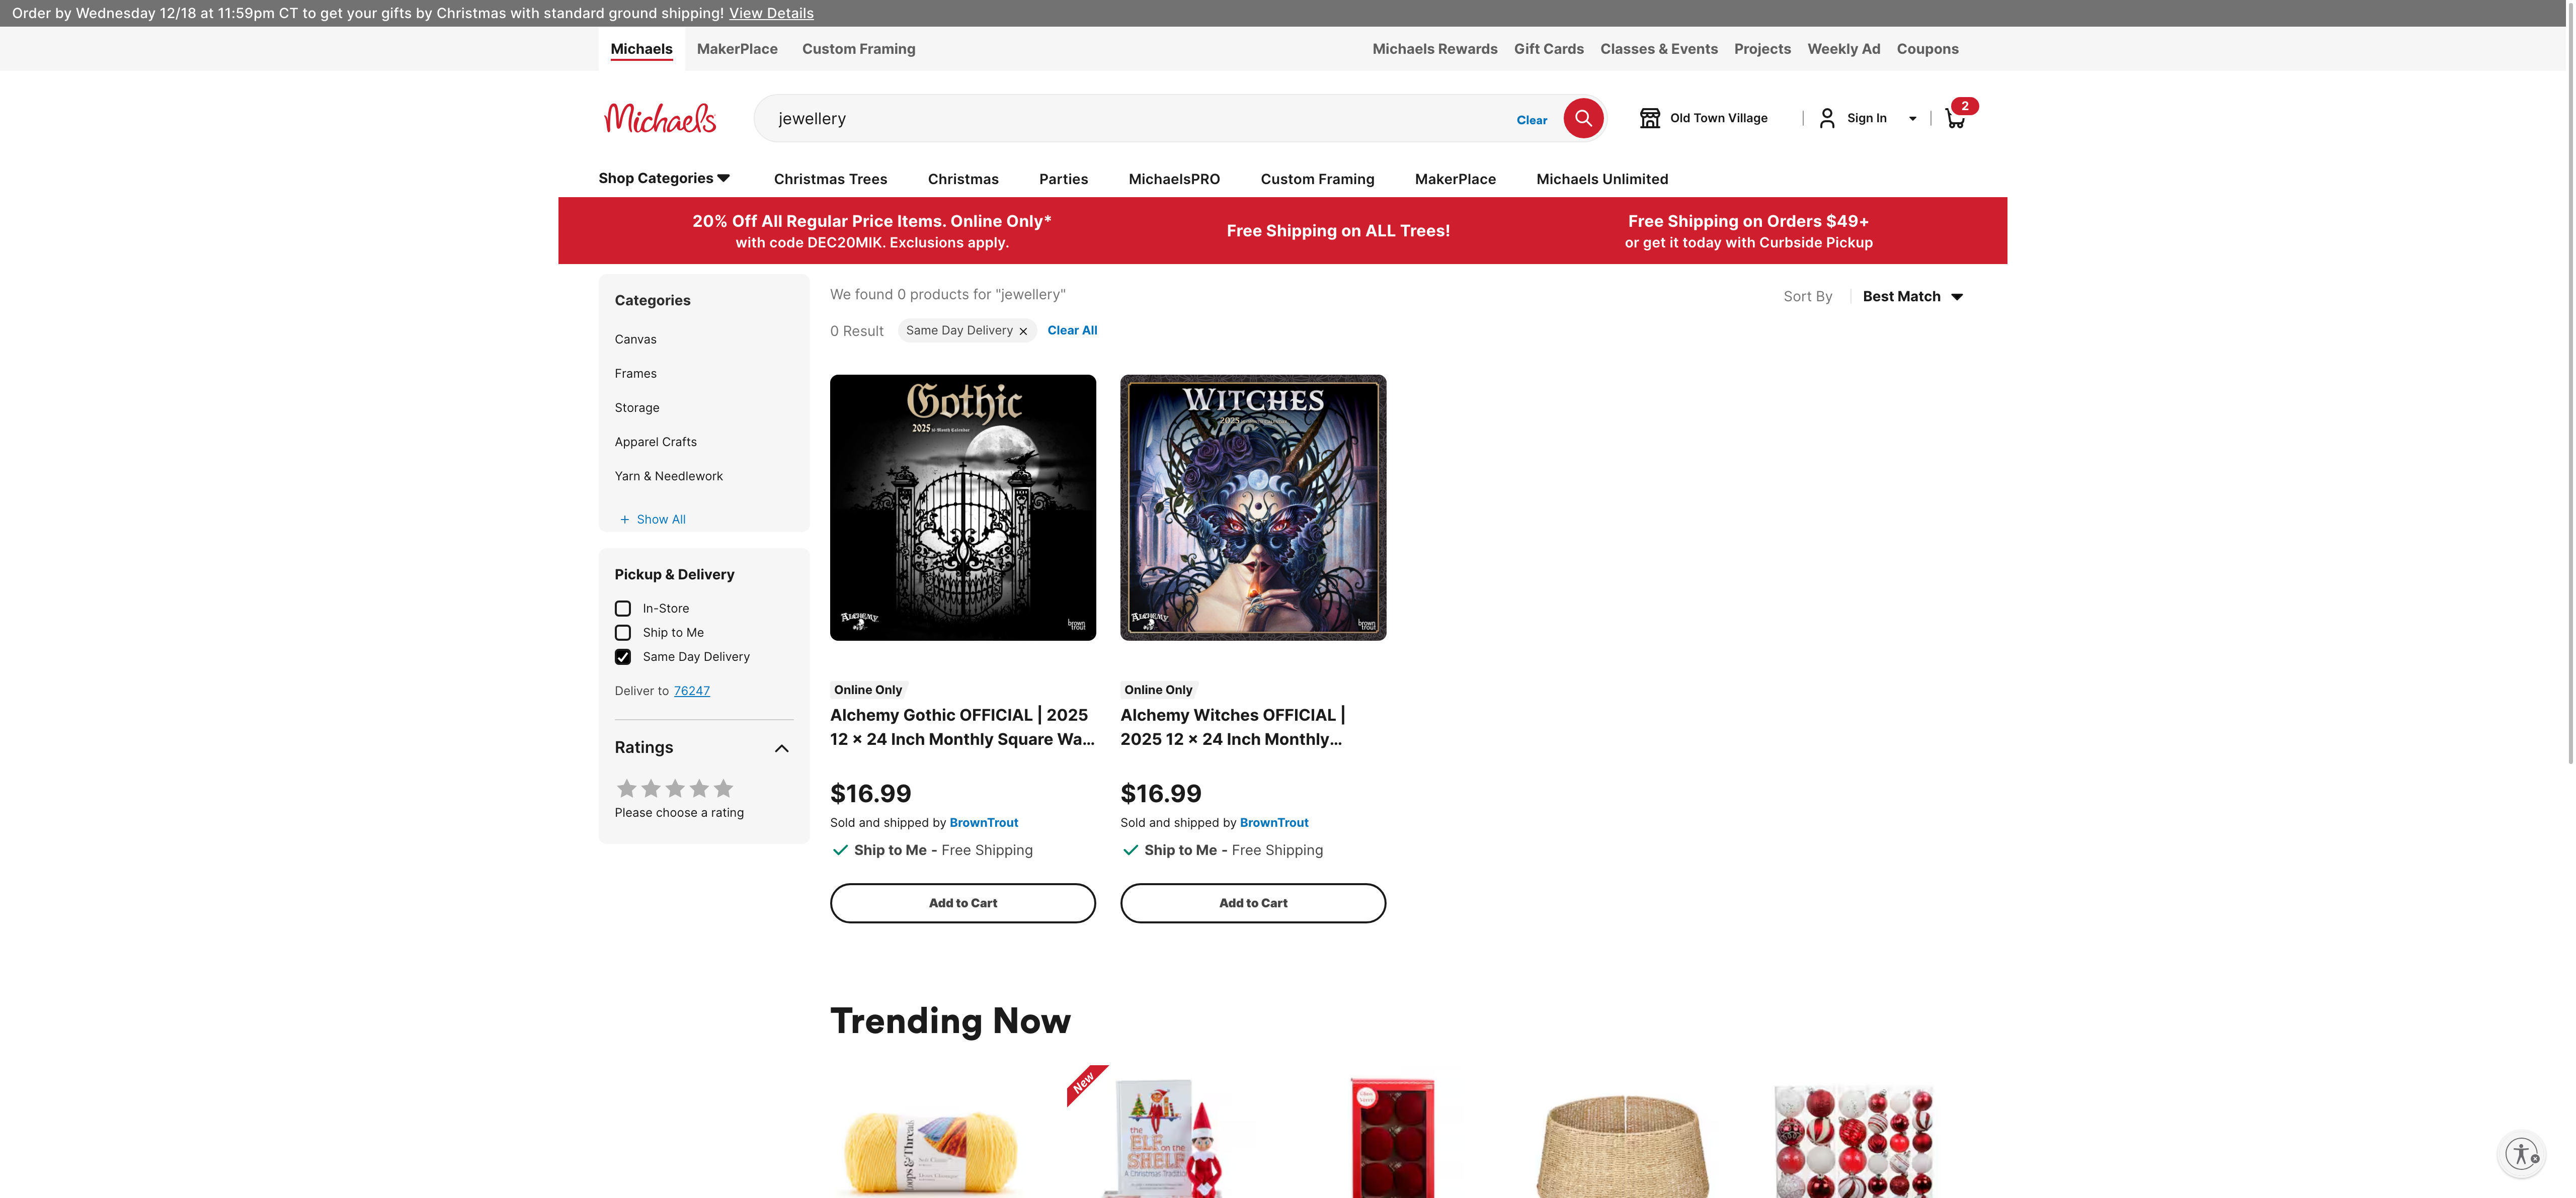 Order by Wednesday 12/18 at 11:59pm CT to get your gifts by Christmas with standard ground shipping! View Details
Michaels MakerPlace Custom Framing Michaels Rewards Gift Cards Classes & Events Projects Weekly Ad Coupons
Michaels
jewellery
Clear
Old Town Village
Sign In
2
Shop Categories Christmas Trees Christmas Parties MichaelsPRO Custom Framing MakerPlace Michaels Unlimited
20% Off All Regular Price Items. Online Only*
with code DEC20MIK. Exclusions apply.
Free Shipping on ALL Trees!
Free Shipping on Orders $49+
or get it today with Curbside Pickup
Categories
Canvas
Frames
Storage
Apparel Crafts
Yarn & Needlework
+ Show All
Pickup & Delivery
In-Store
Ship to Me
Same Day Delivery
Deliver to 76247
Ratings
Please choose a rating
We found 0 products for "jewellery"
Sort By Best Match
0 Result Same Day Delivery × Clear All
Gothic
2025
ALCHEMY
brown
trout
Online Only
Alchemy Gothic OFFICIAL | 2025
12 × 24 Inch Monthly Square Wa...
$16.99
Sold and shipped by BrownTrout
Ship to Me - Free Shipping
Add to Cart
WITCHES
2025
ALCHEMY
brown
trout
Online Only
Alchemy Witches OFFICIAL |
2025 12 × 24 Inch Monthly...
$16.99
Sold and shipped by BrownTrout
Ship to Me - Free Shipping
Add to Cart
Trending Now
Loops & Threads
New
the
ELF on the
SHELF
A Christmas Tradition